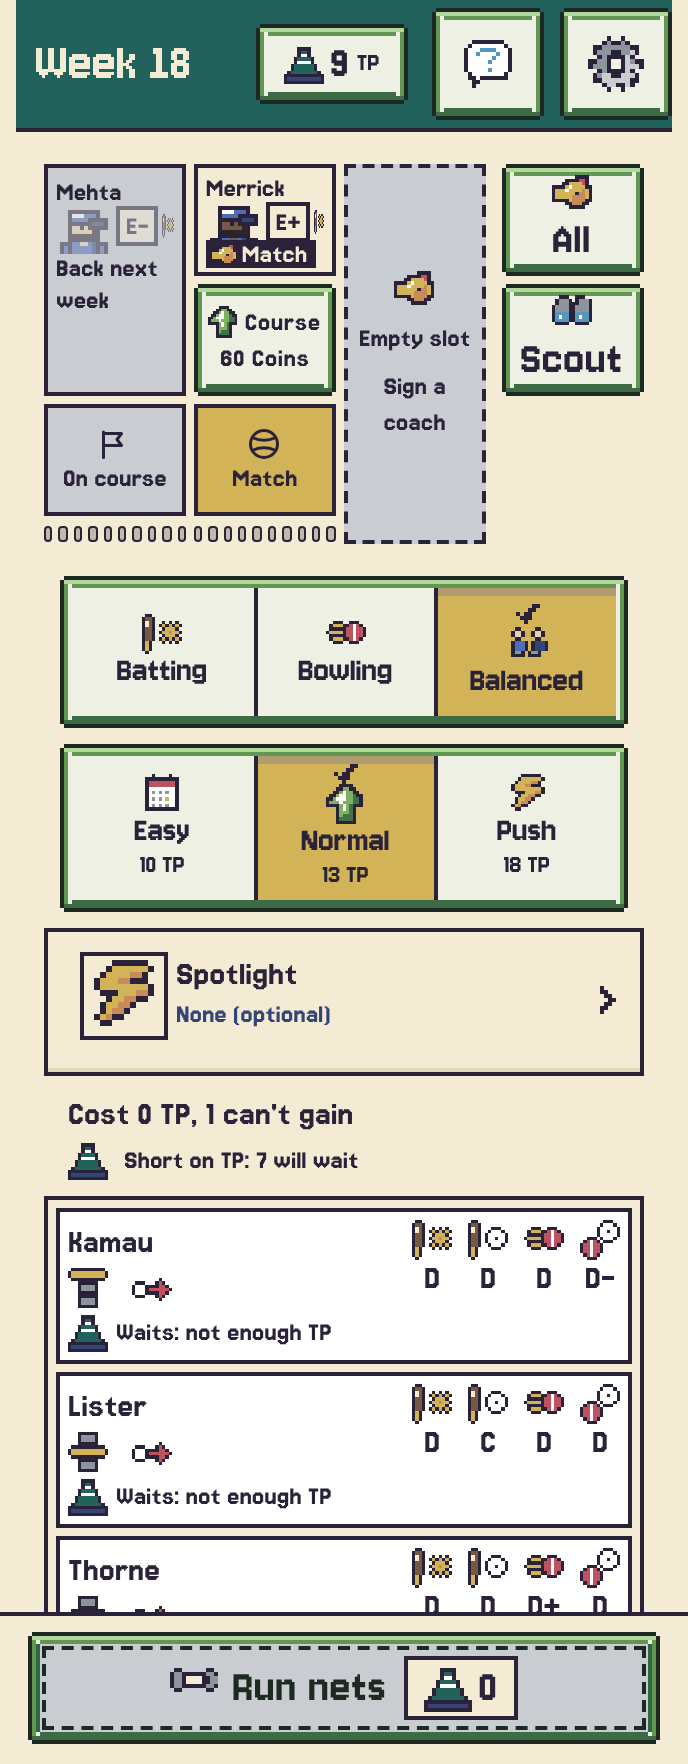 Week 18
9 TP
?
Mehta
E-
Back next
week
On course
Merrick
E+
Match
Course
60 Coins
Match
Empty slot
Sign a
coach
All
Scout
Batting
Bowling
Balanced
Easy
10 TP
Normal
13 TP
Push
18 TP
Spotlight
None (optional)
Cost 0 TP, 1 can't gain
Short on TP: 7 will wait
Kamau
D D D D-
Waits: not enough TP
Lister
D C D D
Waits: not enough TP
Thorne
D D D+ D
Run nets 0